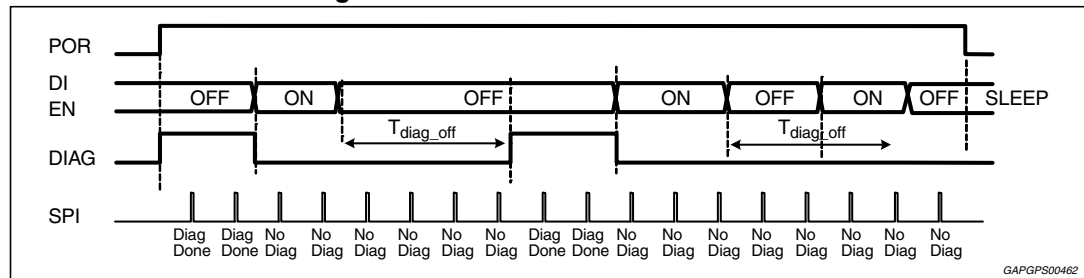 POR
DI
EN
OFF ON OFF ON OFF ON OFF SLEEP
T_diag_off T_diag_off
DIAG
SPI
Diag Diag No No No No No No Diag Diag No No No No No No No No
Done Done Diag Diag Diag Diag Diag Diag Done Done Diag Diag Diag Diag Diag Diag Diag Diag
GAPGPS00462